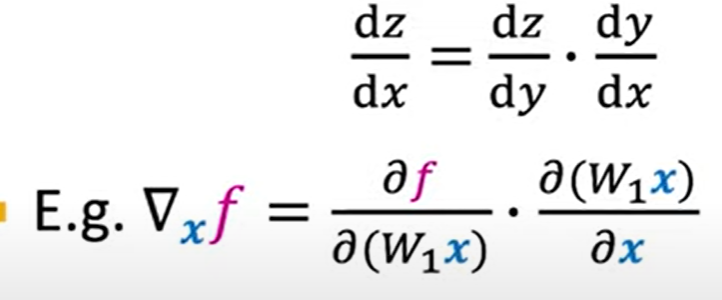 dz/dx = dz/dy · dy/dx
E.g. ∇ₓf = ∂f/∂(W₁x) · ∂(W₁x)/∂x